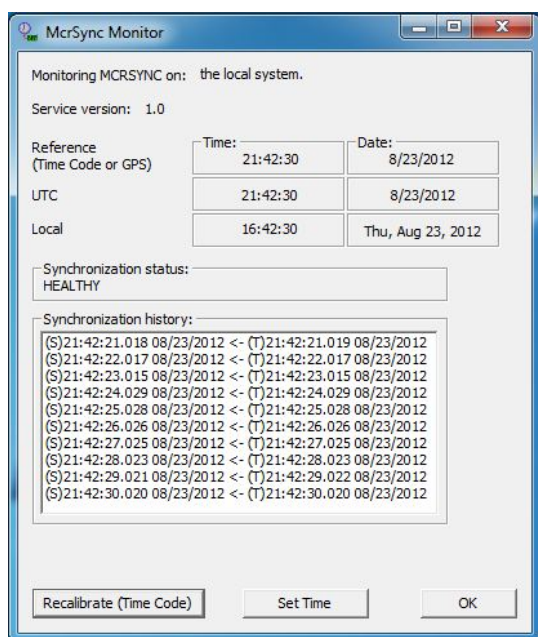 McrSync Monitor
Monitoring MCRSYNC on: the local system.
Service version: 1.0
Reference
(Time Code or GPS)
Time:
21:42:30
Date:
8/23/2012
UTC
21:42:30
8/23/2012
Local
16:42:30
Thu, Aug 23, 2012
Synchronization status:
HEALTHY
Synchronization history:
(S)21:42:21.018 08/23/2012 <- (T)21:42:21.019 08/23/2012
(S)21:42:22.017 08/23/2012 <- (T)21:42:22.017 08/23/2012
(S)21:42:23.015 08/23/2012 <- (T)21:42:23.015 08/23/2012
(S)21:42:24.029 08/23/2012 <- (T)21:42:24.029 08/23/2012
(S)21:42:25.028 08/23/2012 <- (T)21:42:25.028 08/23/2012
(S)21:42:26.026 08/23/2012 <- (T)21:42:26.026 08/23/2012
(S)21:42:27.025 08/23/2012 <- (T)21:42:27.025 08/23/2012
(S)21:42:28.023 08/23/2012 <- (T)21:42:28.023 08/23/2012
(S)21:42:29.021 08/23/2012 <- (T)21:42:29.022 08/23/2012
(S)21:42:30.020 08/23/2012 <- (T)21:42:30.020 08/23/2012
Recalibrate (Time Code)
Set Time
OK